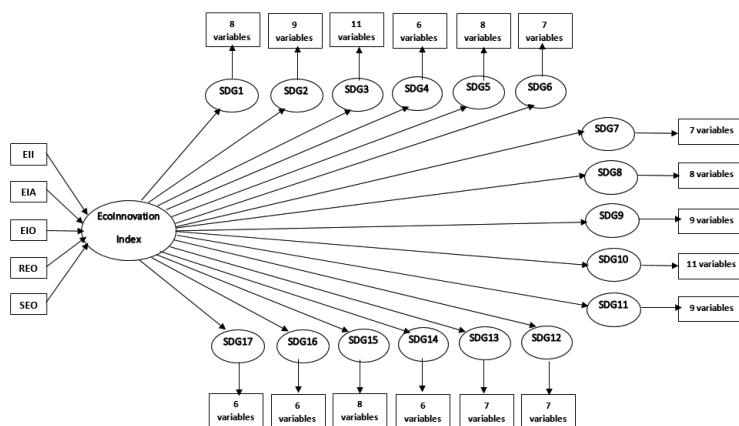 8
variables
9
variables
11
variables
6
variables
8
variables
7
variables
SDG1
SDG2
SDG3
SDG4
SDG5
SDG6
SDG7
7 variables
SDG8
8 variables
SDG9
9 variables
SDG10
11 variables
SDG11
9 variables
EII
EIA
EIO
REO
SEO
EcoInnovation
Index
SDG17
SDG16
SDG15
SDG14
SDG13
SDG12
6
variables
6
variables
8
variables
6
variables
7
variables
7
variables